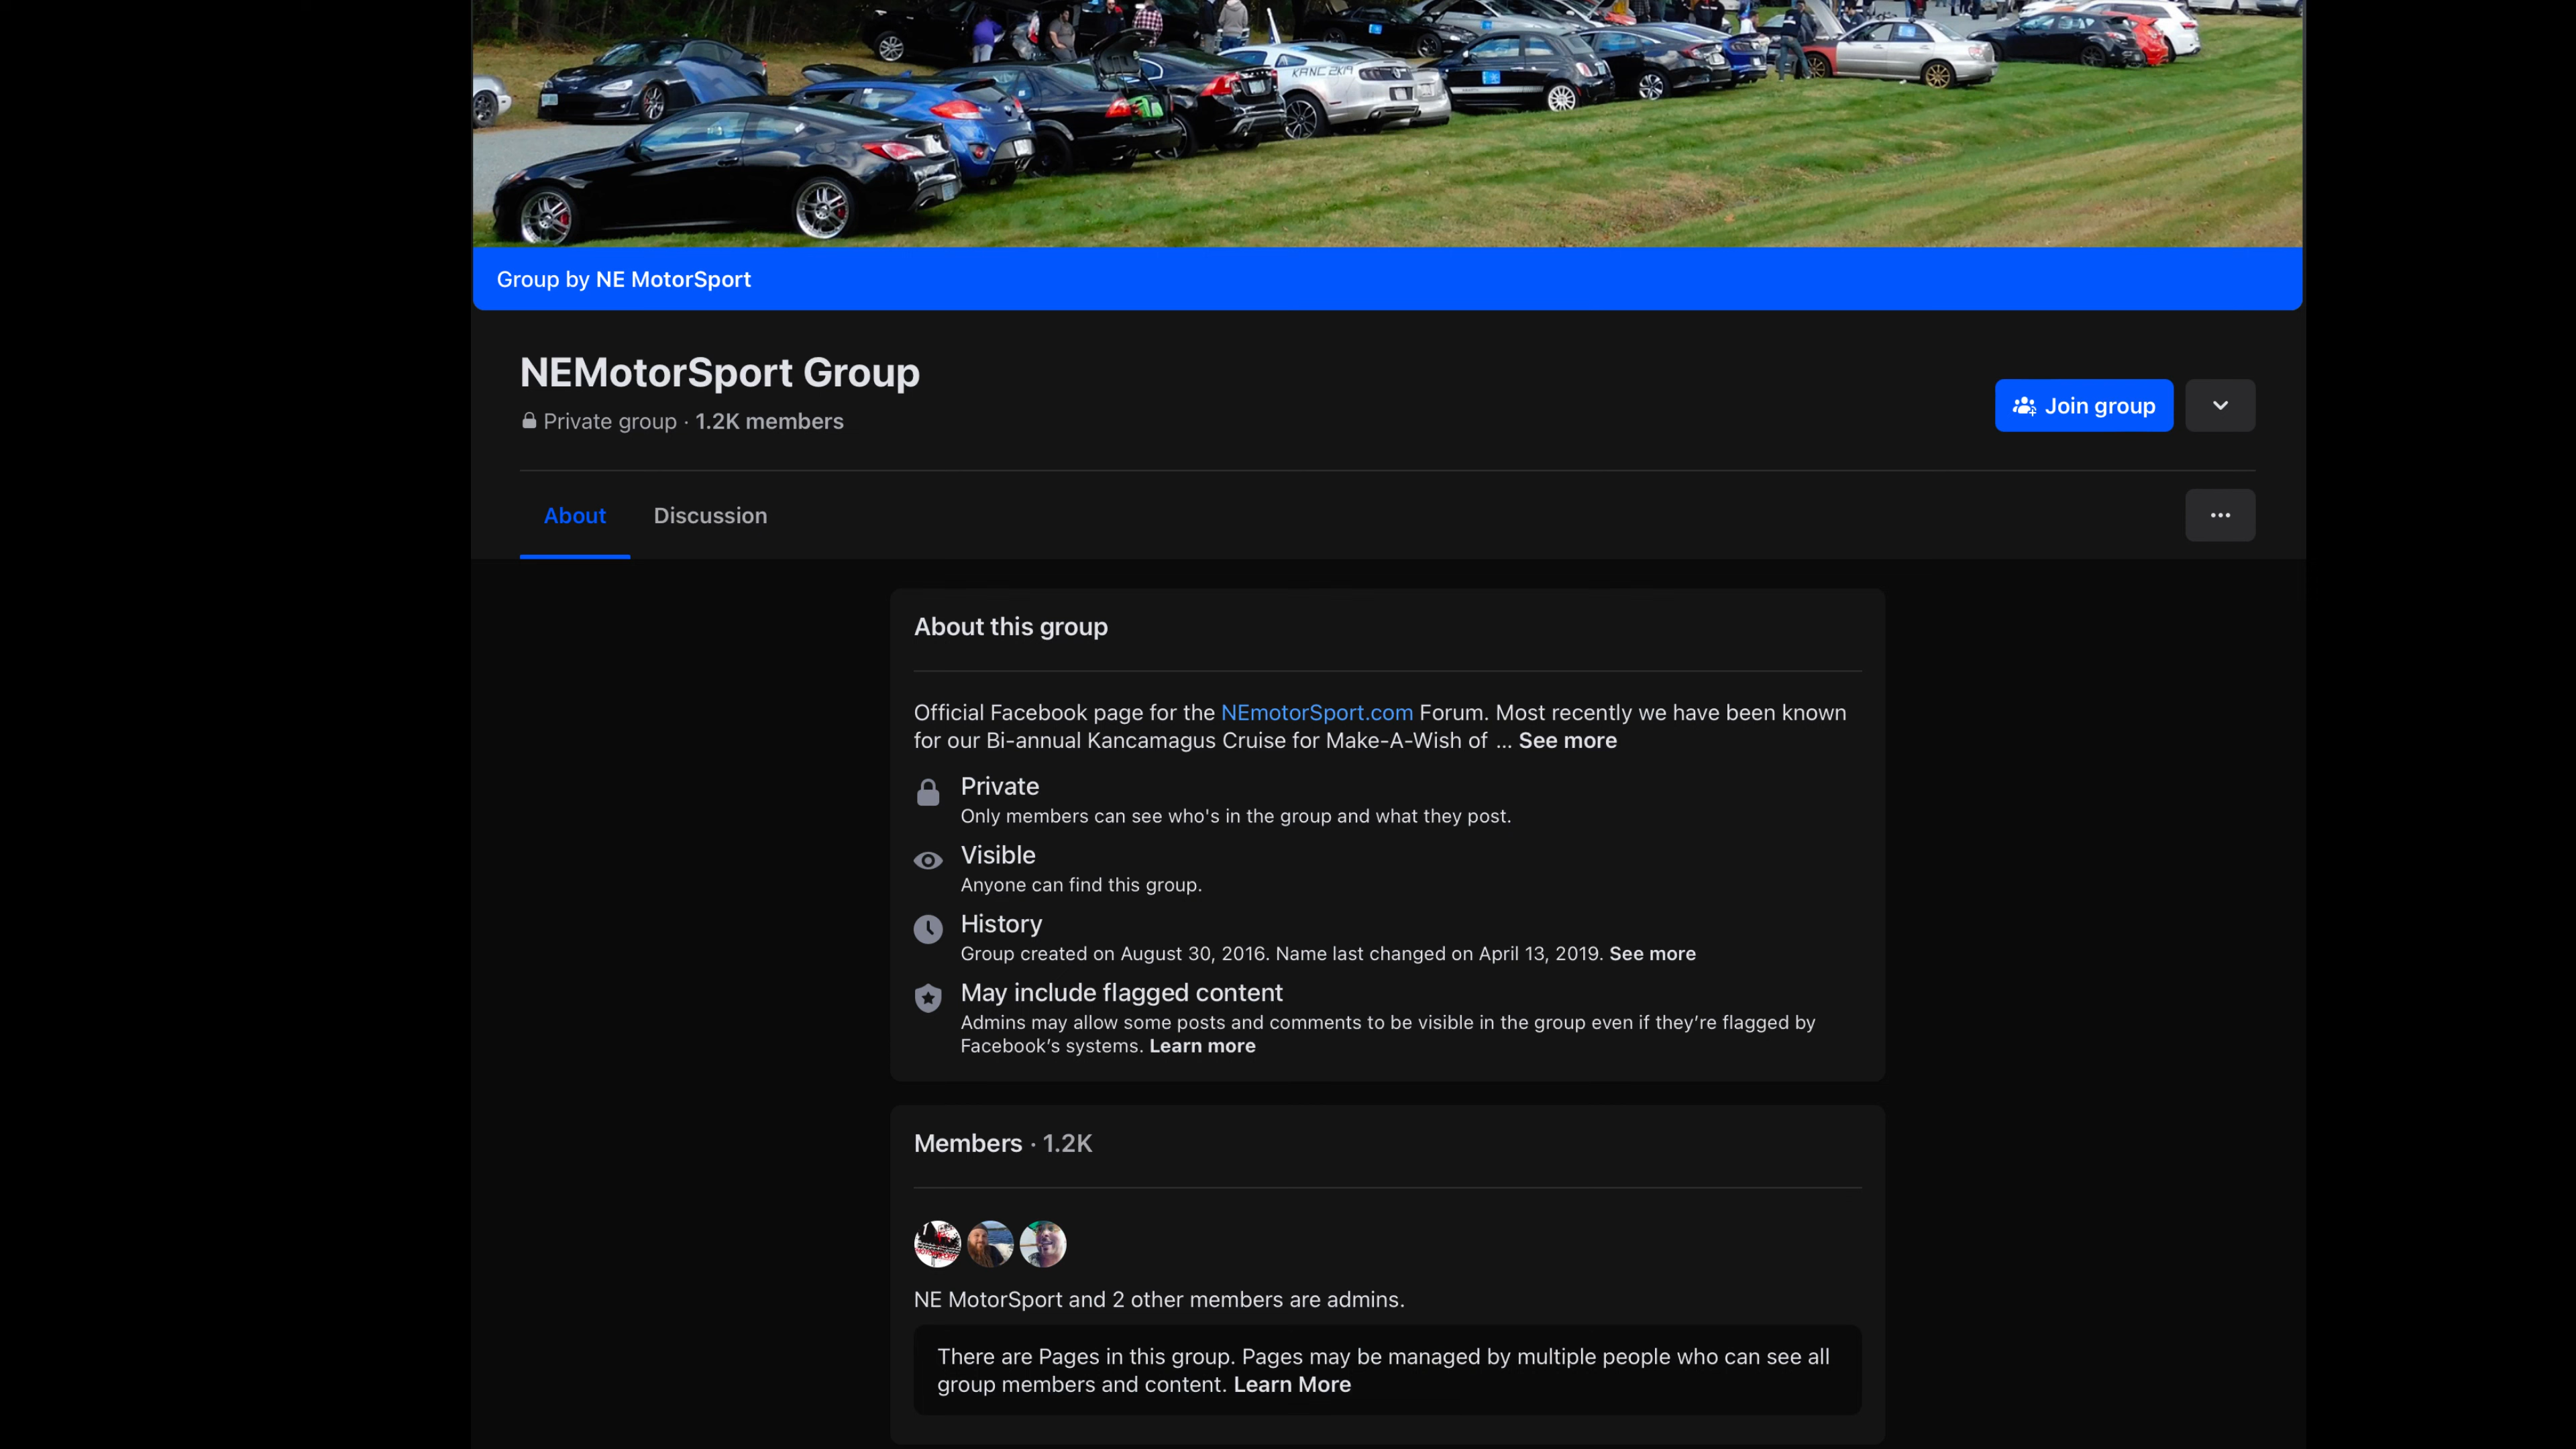 KANC 2K19
Group by NE MotorSport
NEMotorSport Group
Private group · 1.2K members
Join group
About
Discussion
About this group
Official Facebook page for the NEmotorSport.com Forum. Most recently we have been known
for our Bi-annual Kancamagus Cruise for Make-A-Wish of ... See more
Private
Only members can see who's in the group and what they post.
Visible
Anyone can find this group.
History
Group created on August 30, 2016. Name last changed on April 13, 2019. See more
May include flagged content
Admins may allow some posts and comments to be visible in the group even if they’re flagged by
Facebook’s systems. Learn more
Members · 1.2K
NE MotorSport and 2 other members are admins.
There are Pages in this group. Pages may be managed by multiple people who can see all
group members and content. Learn More